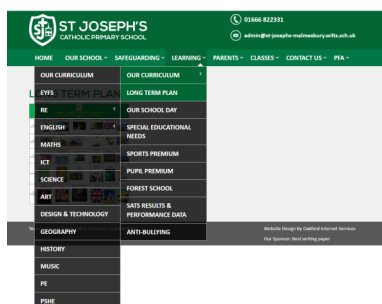 ST JOSEPH'S
CATHOLIC PRIMARY SCHOOL
01666 822331
admin@st-josephs-malmesbury.wilts.sch.uk
HOME OUR SCHOOL SAFEGUARDING LEARNING PARENTS CLASSES CONTACT US PFA
OUR CURRICULUM
EYFS
RE
ENGLISH
MATHS
ICT
SCIENCE
ART
DESIGN & TECHNOLOGY
GEOGRAPHY
HISTORY
MUSIC
PE
PSHE
OUR CURRICULUM
LONG TERM PLAN
OUR SCHOOL DAY
SPECIAL EDUCATIONAL
NEEDS
SPORTS PREMIUM
PUPIL PREMIUM
FOREST SCHOOL
SATS RESULTS &
PERFORMANCE DATA
ANTI-BULLYING
LONG TERM PLAN
Website Design By Oakford Internet Services
Our Sponsor: Best writing paper